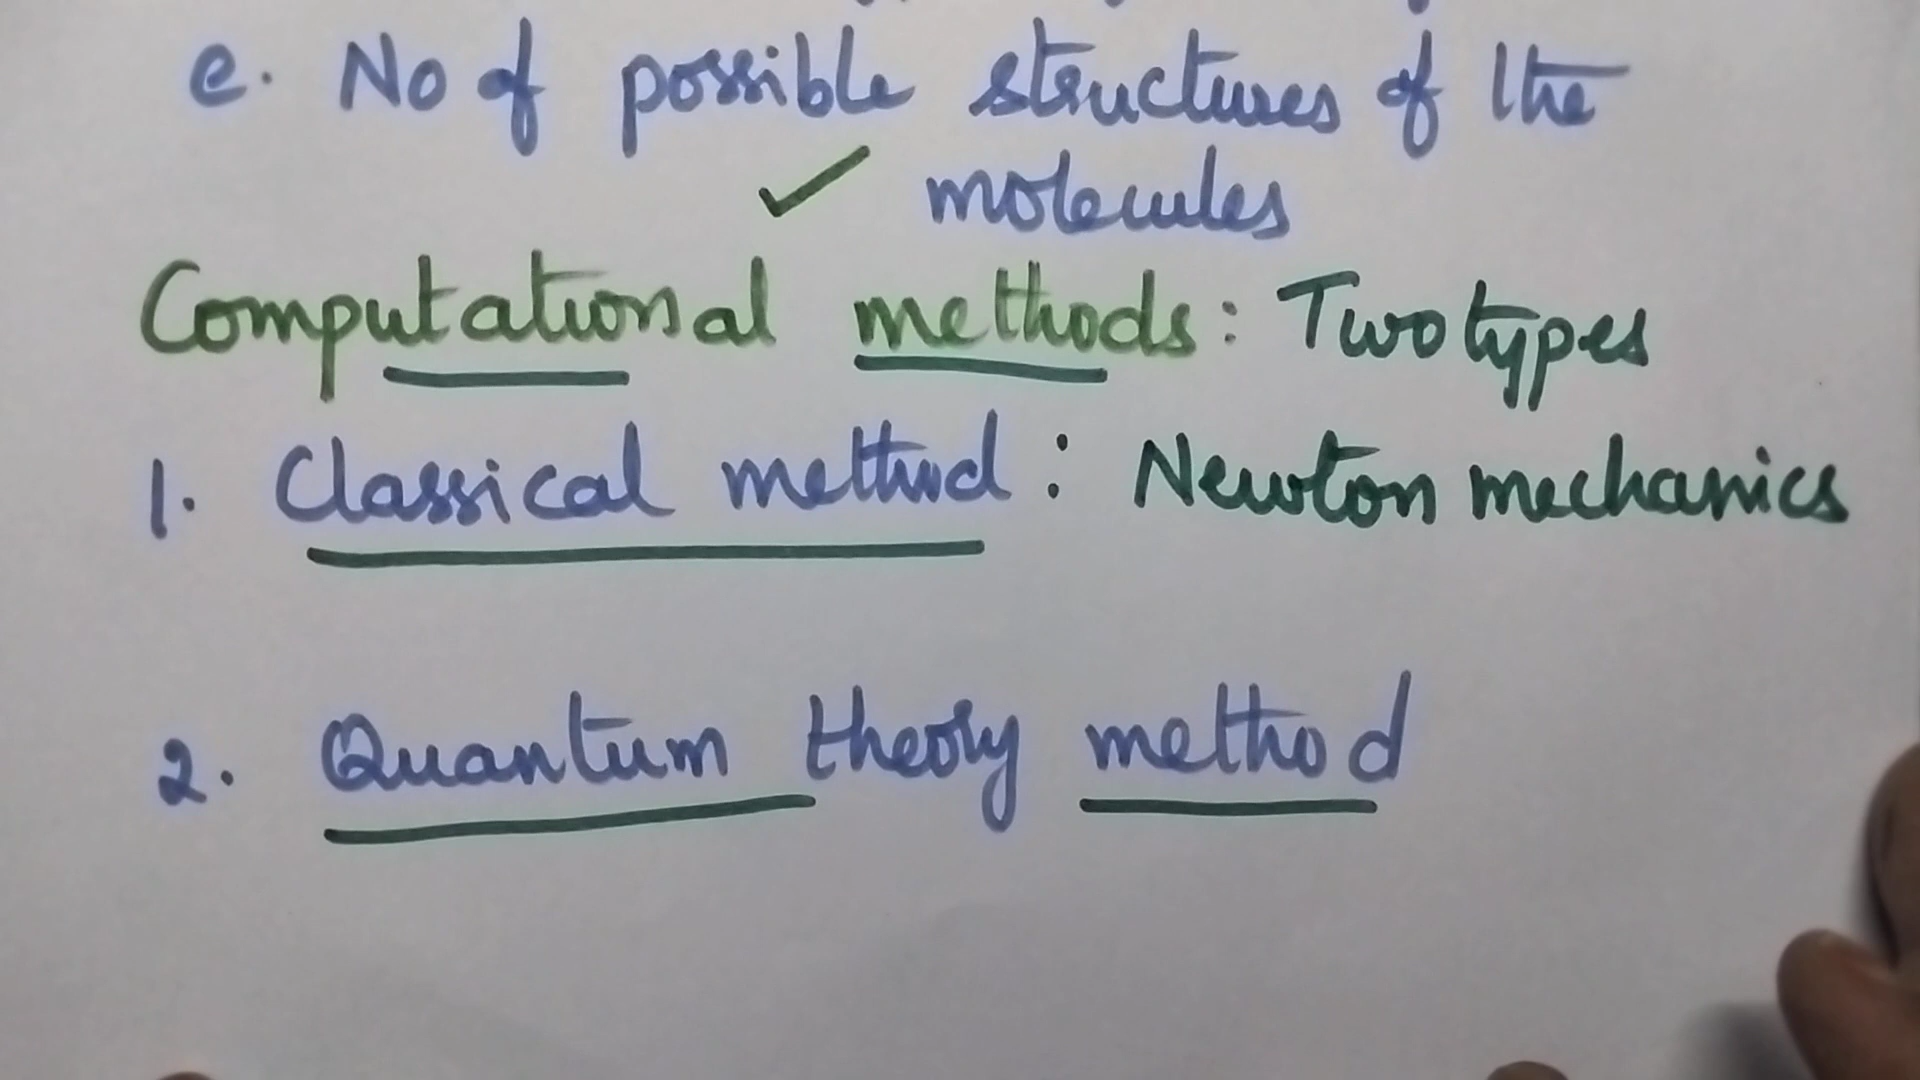 e. No of possible structures of the
molecules
Computational methods: Two types
1. Classical method: Newton mechanics
2. Quantum theory method